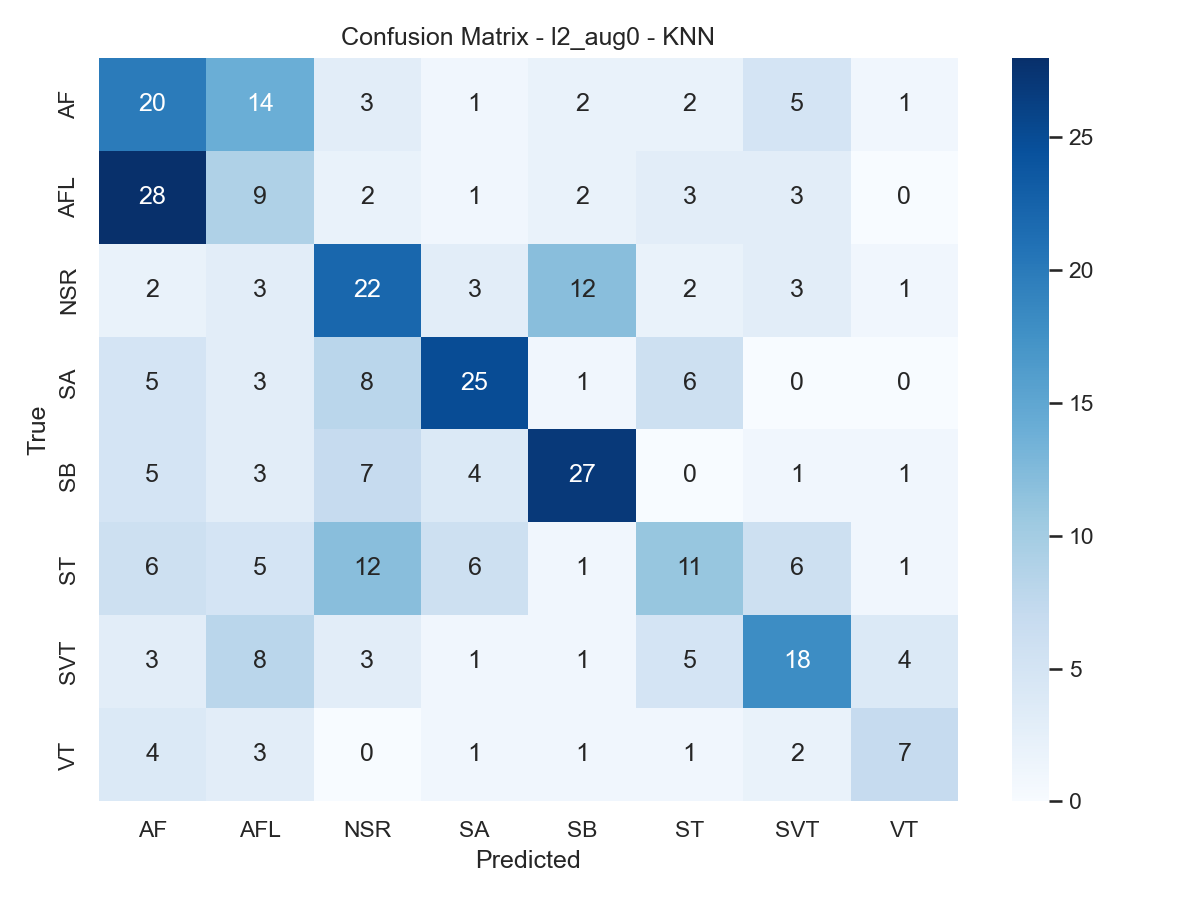 Confusion Matrix - l2_aug0 - KNN
AF 20 14 3 1 2 2 5 1
AFL 28 9 2 1 2 3 3 0
NSR 2 3 22 3 12 2 3 1
SA 5 3 8 25 1 6 0 0
SB 5 3 7 4 27 0 1 1
ST 6 5 12 6 1 11 6 1
SVT 3 8 3 1 1 5 18 4
VT 4 3 0 1 1 1 2 7
AF AFL NSR SA SB ST SVT VT
Predicted
True
25
20
15
10
5
0